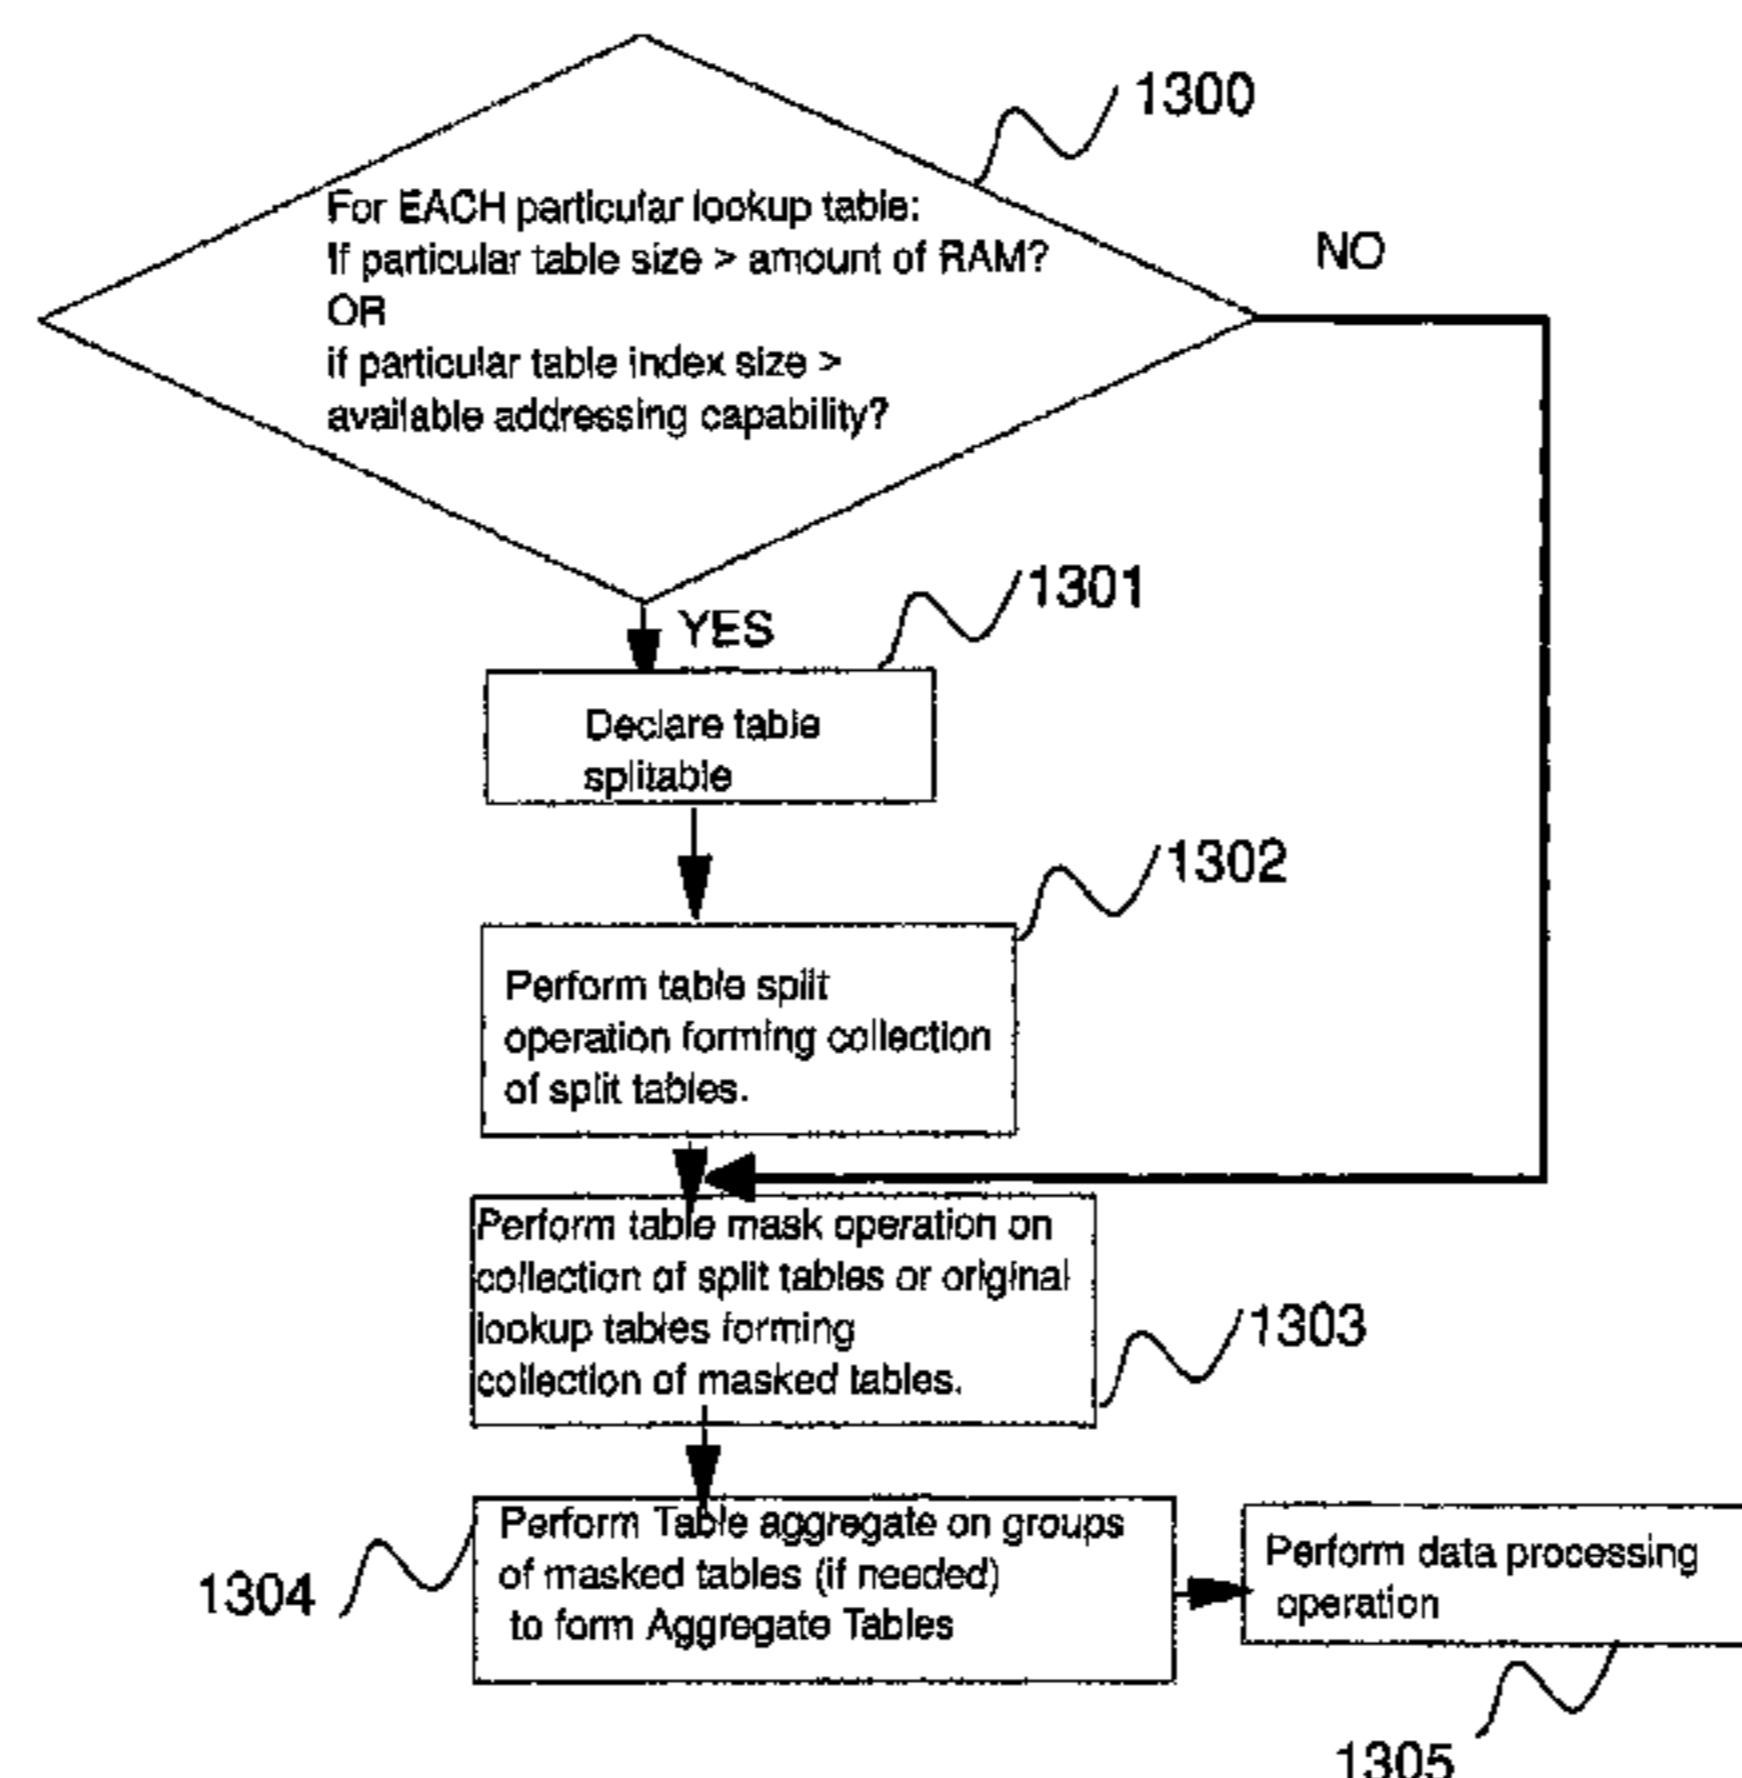 1300
For EACH particular lookup table:
If particular table size > amount of RAM?
OR
if particular table index size >
available addressing capability?
NO
YES
1301
Declare table
splitable
1302
Perform table split
operation forming collection
of split tables.
Perform table mask operation on
collection of split tables or original
lookup tables forming
collection of masked tables.
1303
Perform Table aggregate on groups
of masked tables (if needed)
to form Aggregate Tables
1304
Perform data processing
operation
1305